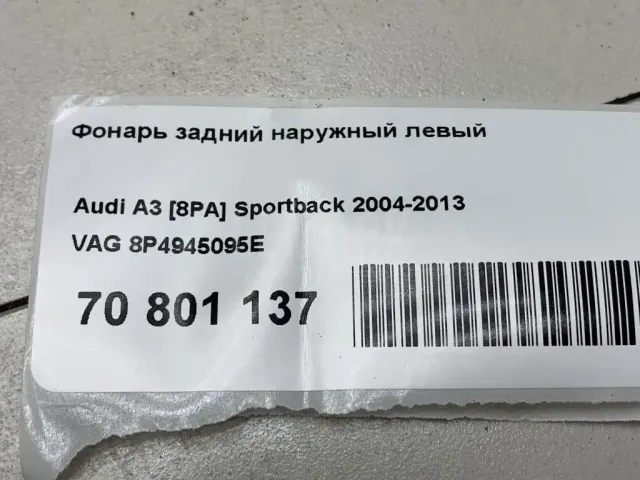 Фонарь задний наружный левый
Audi A3 [8PA] Sportback 2004-2013
VAG 8P4945095E
70 801 137